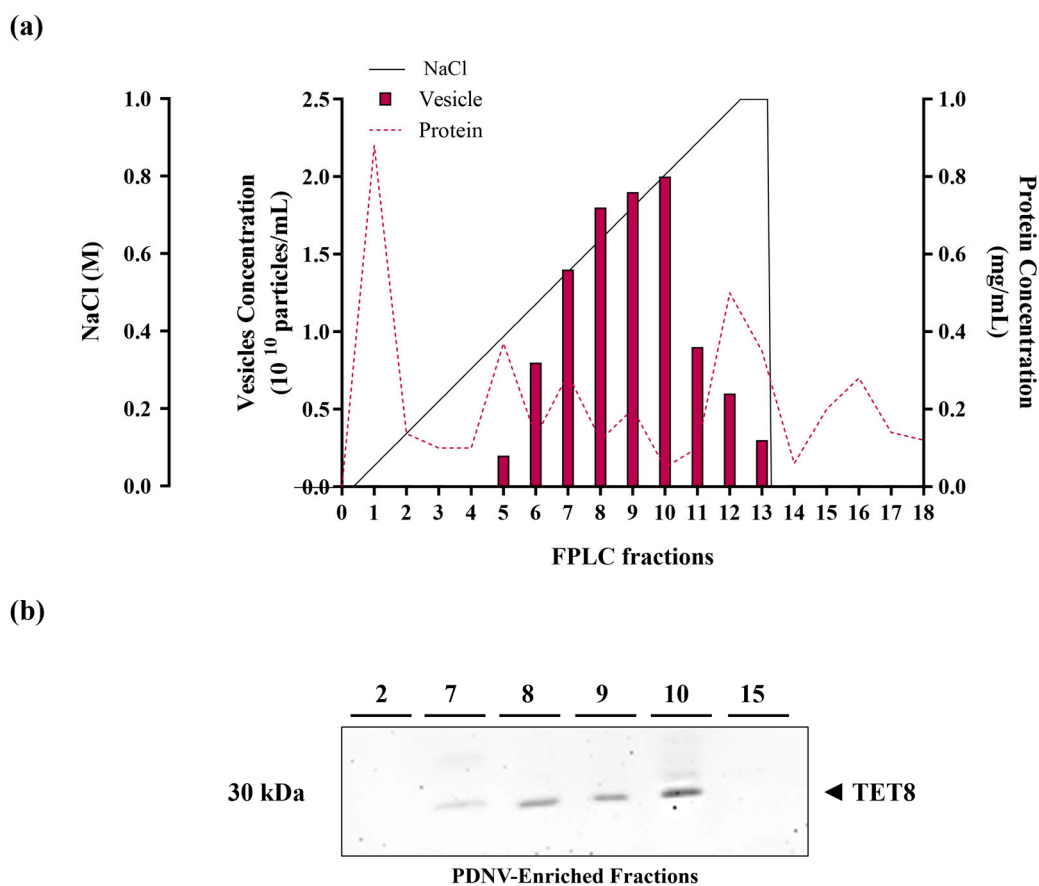 (a)
NaCl
Vesicle
Protein
1.0
0.8
0.6
0.4
0.2
0.0
NaCl (M)
2.5
2.0
1.5
1.0
0.5
0.0
Vesicles Concentration
(10 10 particles/mL)
1.0
0.8
0.6
0.4
0.2
0.0
Protein Concentration
(mg/mL)
0 1 2 3 4 5 6 7 8 9 10 11 12 13 14 15 16 17 18
FPLC fractions
(b)
2 7 8 9 10 15
30 kDa
TET8
PDNV-Enriched Fractions